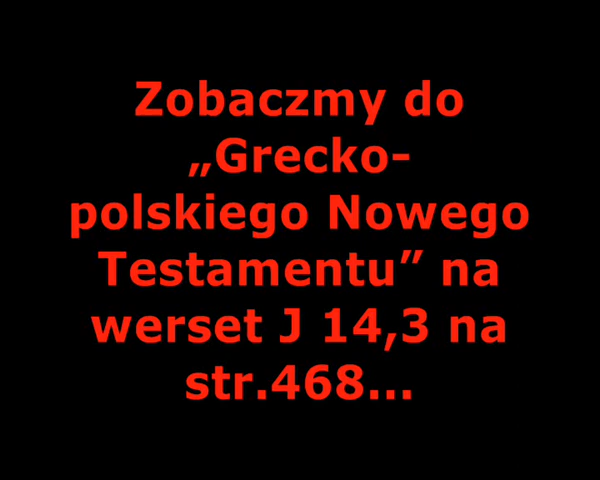 Zobaczmy do
„Grecko-
polskiego Nowego
Testamentu” na
werset J 14,3 na
str.468...